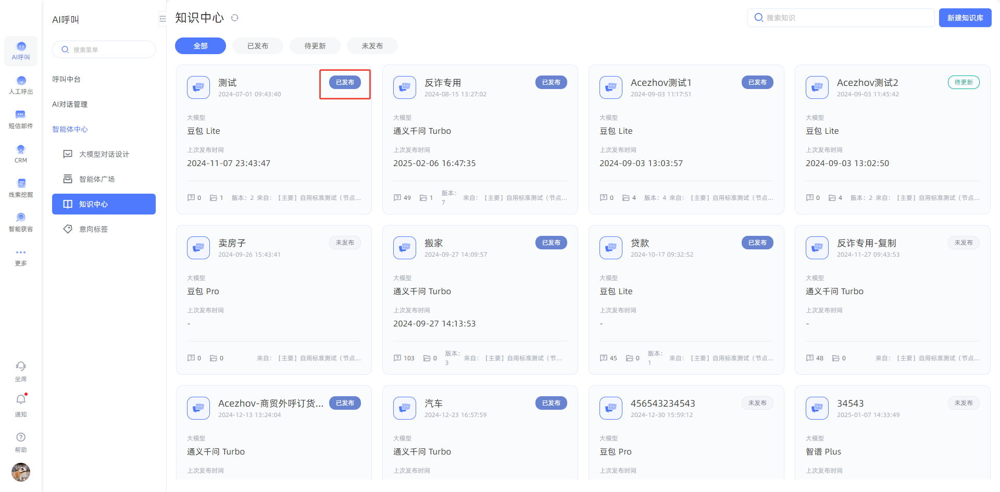 AI呼叫
人工呼出
短信邮件
CRM
线索挖掘
智能获客
更多
坐席
通知
帮助
AI呼叫
搜索菜单
呼叫中台
AI对话管理
智能体中心
大模型对话设计
智能体广场
知识中心
意向标签
知识中心
搜索知识
新建知识库
全部
已发布
待更新
未发布
测试
已发布
2024-07-01 09:43:40
大模型
豆包 Lite
上次发布时间
2024-11-07 23:43:47
0 1 版本：2 来自：【主要】自用标准测试（节点...
反诈专用
已发布
2024-08-15 13:27:02
大模型
通义千问 Turbo
上次发布时间
2025-02-06 16:47:35
49 1 版本：7 来自：【主要】自用标准测试（节点...
Acezhov测试1
已发布
2024-09-03 11:17:51
大模型
豆包 Lite
上次发布时间
2024-09-03 13:03:57
0 4 版本：4 来自：【主要】自用标准测试（节点...
Acezhov测试2
待更新
2024-09-03 11:45:42
大模型
豆包 Lite
上次发布时间
2024-09-03 13:02:50
0 4 版本：2 来自：【主要】自用标准测试（节点...
卖房子
未发布
2024-09-26 15:43:41
大模型
豆包 Pro
上次发布时间
-
0 0 来自：【主要】自用标准测试（节点...
搬家
已发布
2024-09-27 14:09:57
大模型
通义千问 Turbo
上次发布时间
2024-09-27 14:13:53
103 0 版本：3 来自：【主要】自用标准测试（节...
贷款
已发布
2024-10-17 09:32:52
大模型
豆包 Lite
上次发布时间
-
45 0 版本：1 来自：【主要】自用标准测试（节点...
反诈专用-复制
未发布
2024-11-27 09:43:53
大模型
通义千问 Turbo
上次发布时间
-
48 0 来自：【主要】自用标准测试（节点...
Acezhov-商贸外呼订货...
已发布
2024-12-13 13:24:04
大模型
通义千问 Turbo
上次发布时间
汽车
已发布
2024-12-23 16:57:59
大模型
通义千问 Turbo
上次发布时间
456543234543
未发布
2024-12-30 15:59:12
大模型
豆包 Pro
上次发布时间
34543
未发布
2025-01-07 14:33:49
大模型
智谱 Plus
上次发布时间